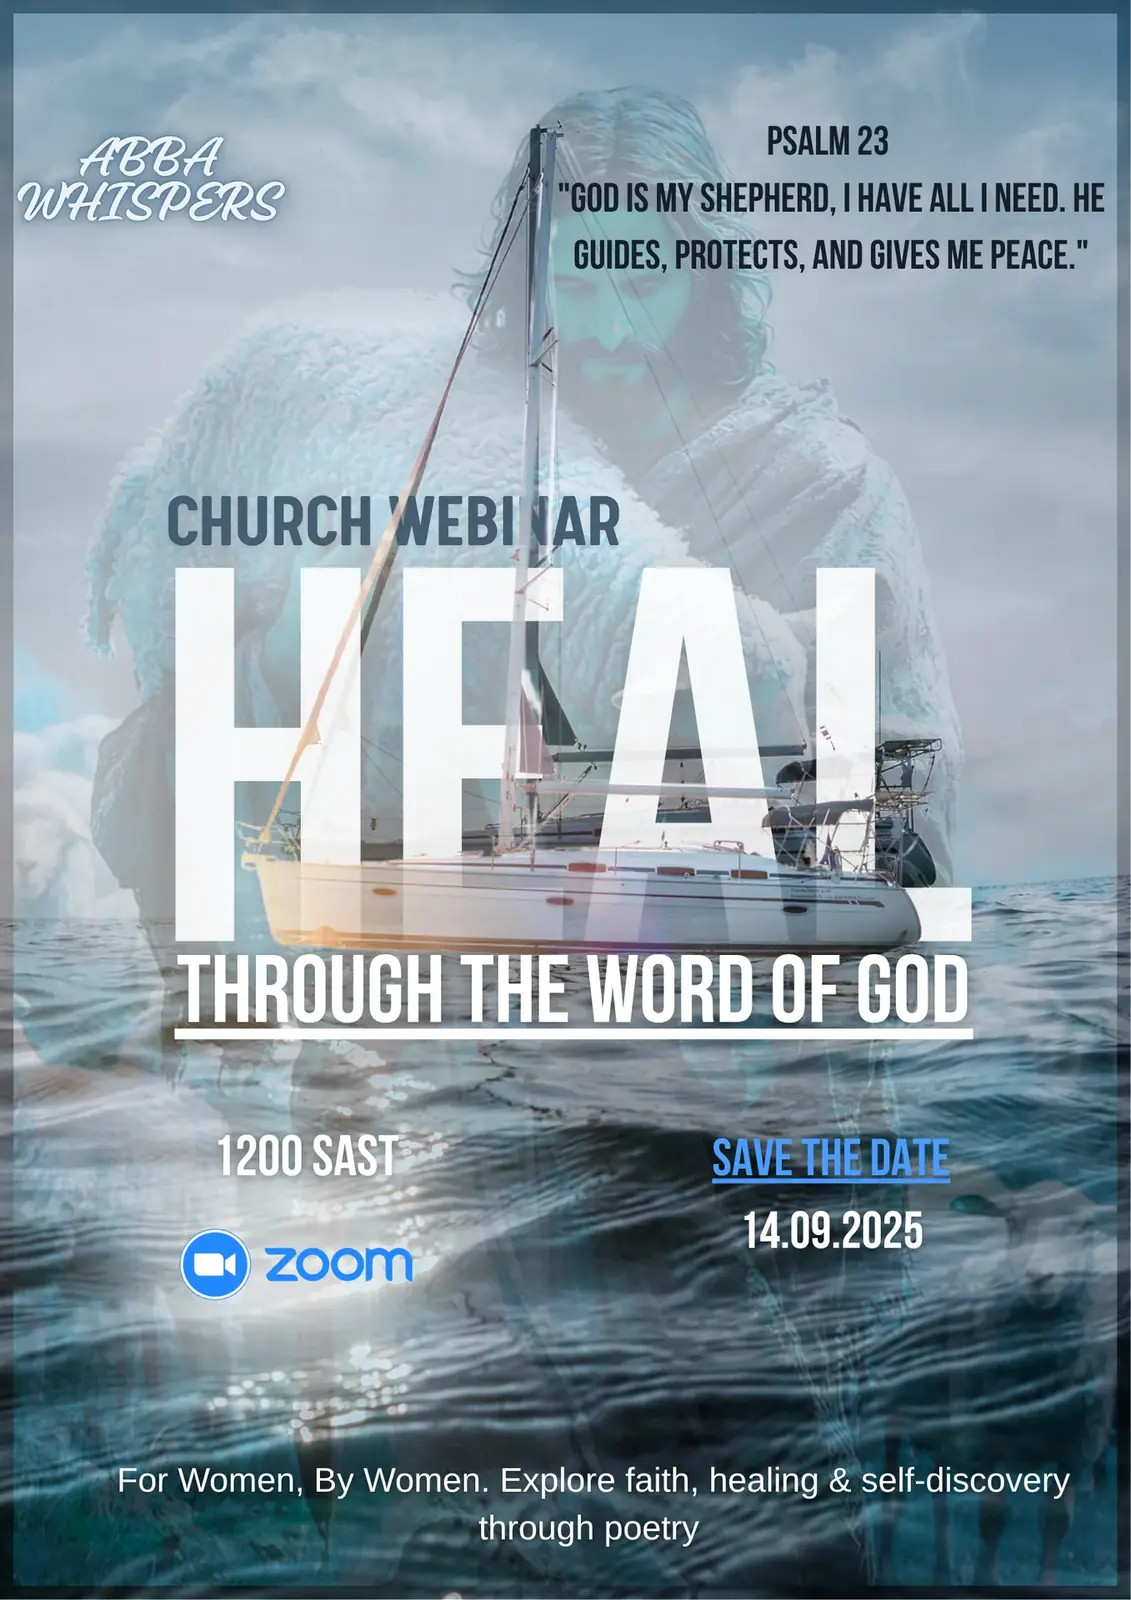 ABBA
WHISPERS
PSALM 23
"GOD IS MY SHEPHERD, I HAVE ALL I NEED. HE
GUIDES, PROTECTS, AND GIVES ME PEACE."
CHURCH WEBINAR
HEAL
THROUGH THE WORD OF GOD
1200 SAST
SAVE THE DATE
14.09.2025
zoom
For Women, By Women. Explore faith, healing & self-discovery
through poetry